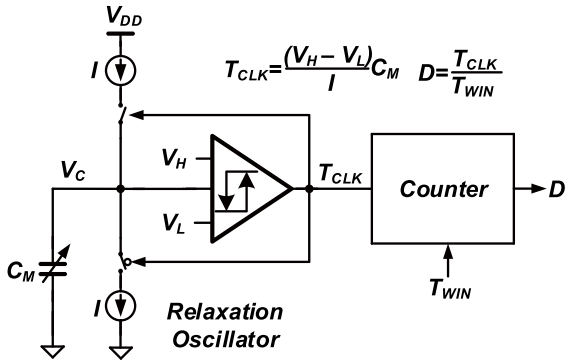 V_DD
I
T_CLK = (V_H – V_L) / I C_M
D = T_CLK / T_WIN
V_H
V_C
T_CLK
Counter
D
V_L
C_M
I
T_WIN
Relaxation
Oscillator